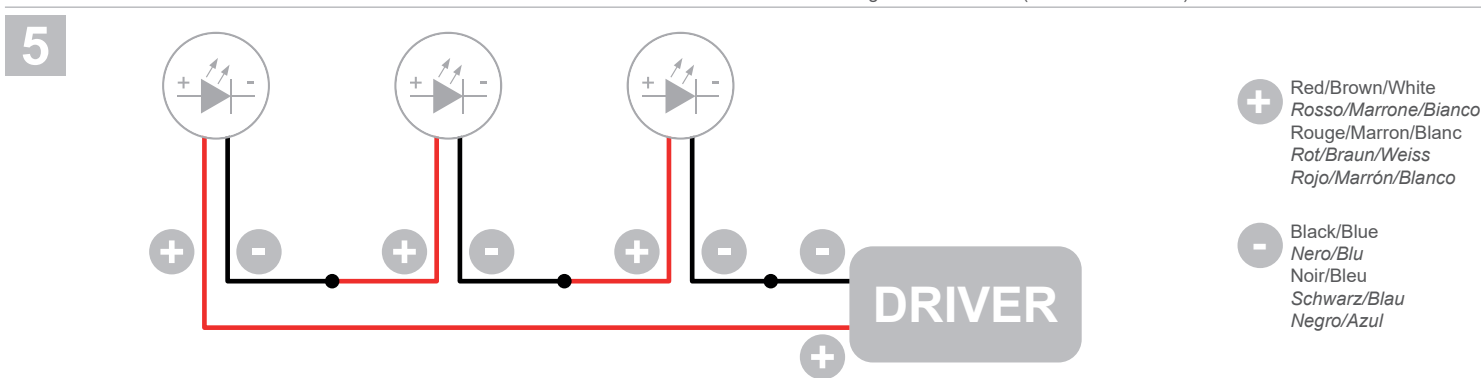 5
+ -
+ -
+ -
+ - + - + - -
DRIVER
+
+
Red/Brown/White
Rosso/Marrone/Bianco
Rouge/Marron/Blanc
Rot/Braun/Weiss
Rojo/Marrón/Blanco
-
Black/Blue
Nero/Blu
Noir/Bleu
Schwarz/Blau
Negro/Azul